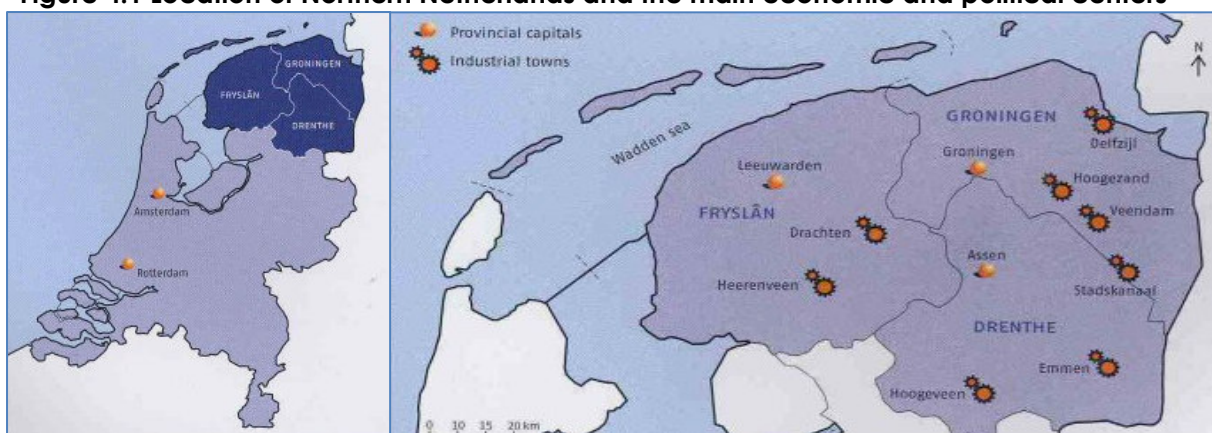 Figure 4.1 Location of Northern Netherlands and the main economic and political centers
GRONINGEN
FRYSLÂN
DRENTHE
Amsterdam
Rotterdam
Provincial capitals
Industrial towns
N
Wadden sea
GRONINGEN
Delfzijl
Leeuwarden
Groningen
Hoogezand
FRYSLÂN
Veendam
Drachten
Assen
Heerenveen
Stadskanaal
DRENTHE
Emmen
Hoogeveen
0 10 15 20 km